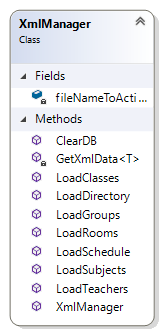 XmlManager
Class
Fields
fileNameToActi...
Methods
ClearDB
GetXmlData<T>
LoadClasses
LoadDirectory
LoadGroups
LoadRooms
LoadSchedule
LoadSubjects
LoadTeachers
XmlManager